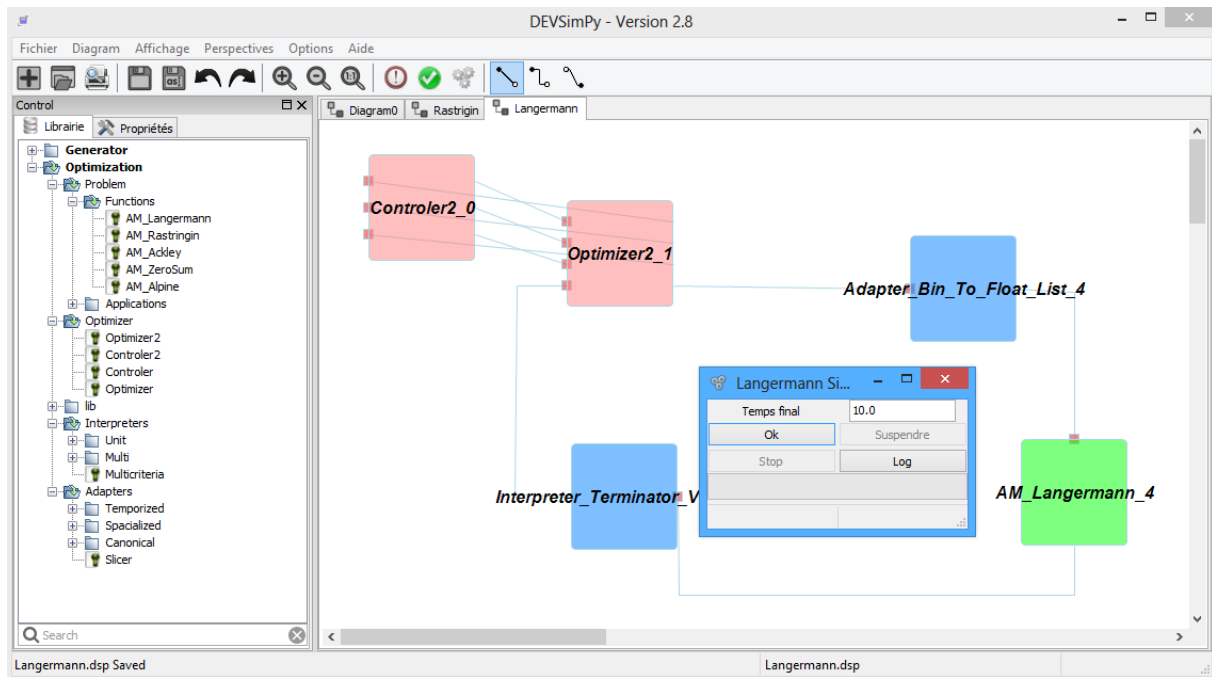 DEVSimPy - Version 2.8
Fichier Diagram Affichage Perspectives Options Aide
as
Control
Librairie Propriétés
Diagram0 Rastrigin Langermann
Generator
Optimization
Problem
Functions
AM_Langermann
AM_Rastringin
AM_Ackley
AM_ZeroSum
AM_Alpine
Applications
Optimizer
Optimizer2
Controler2
Controler
Optimizer
lib
Interpreters
Unit
Multi
Multicriteria
Adapters
Temporized
Spacialized
Canonical
Slicer
Search
Controler2_0
Optimizer2_1
Adapter_Bin_To_Float_List_4
Langermann Si...
Temps final 10.0
Ok Suspendre
Stop Log
Interpreter_Terminator_V
AM_Langermann_4
Langermann.dsp Saved
Langermann.dsp